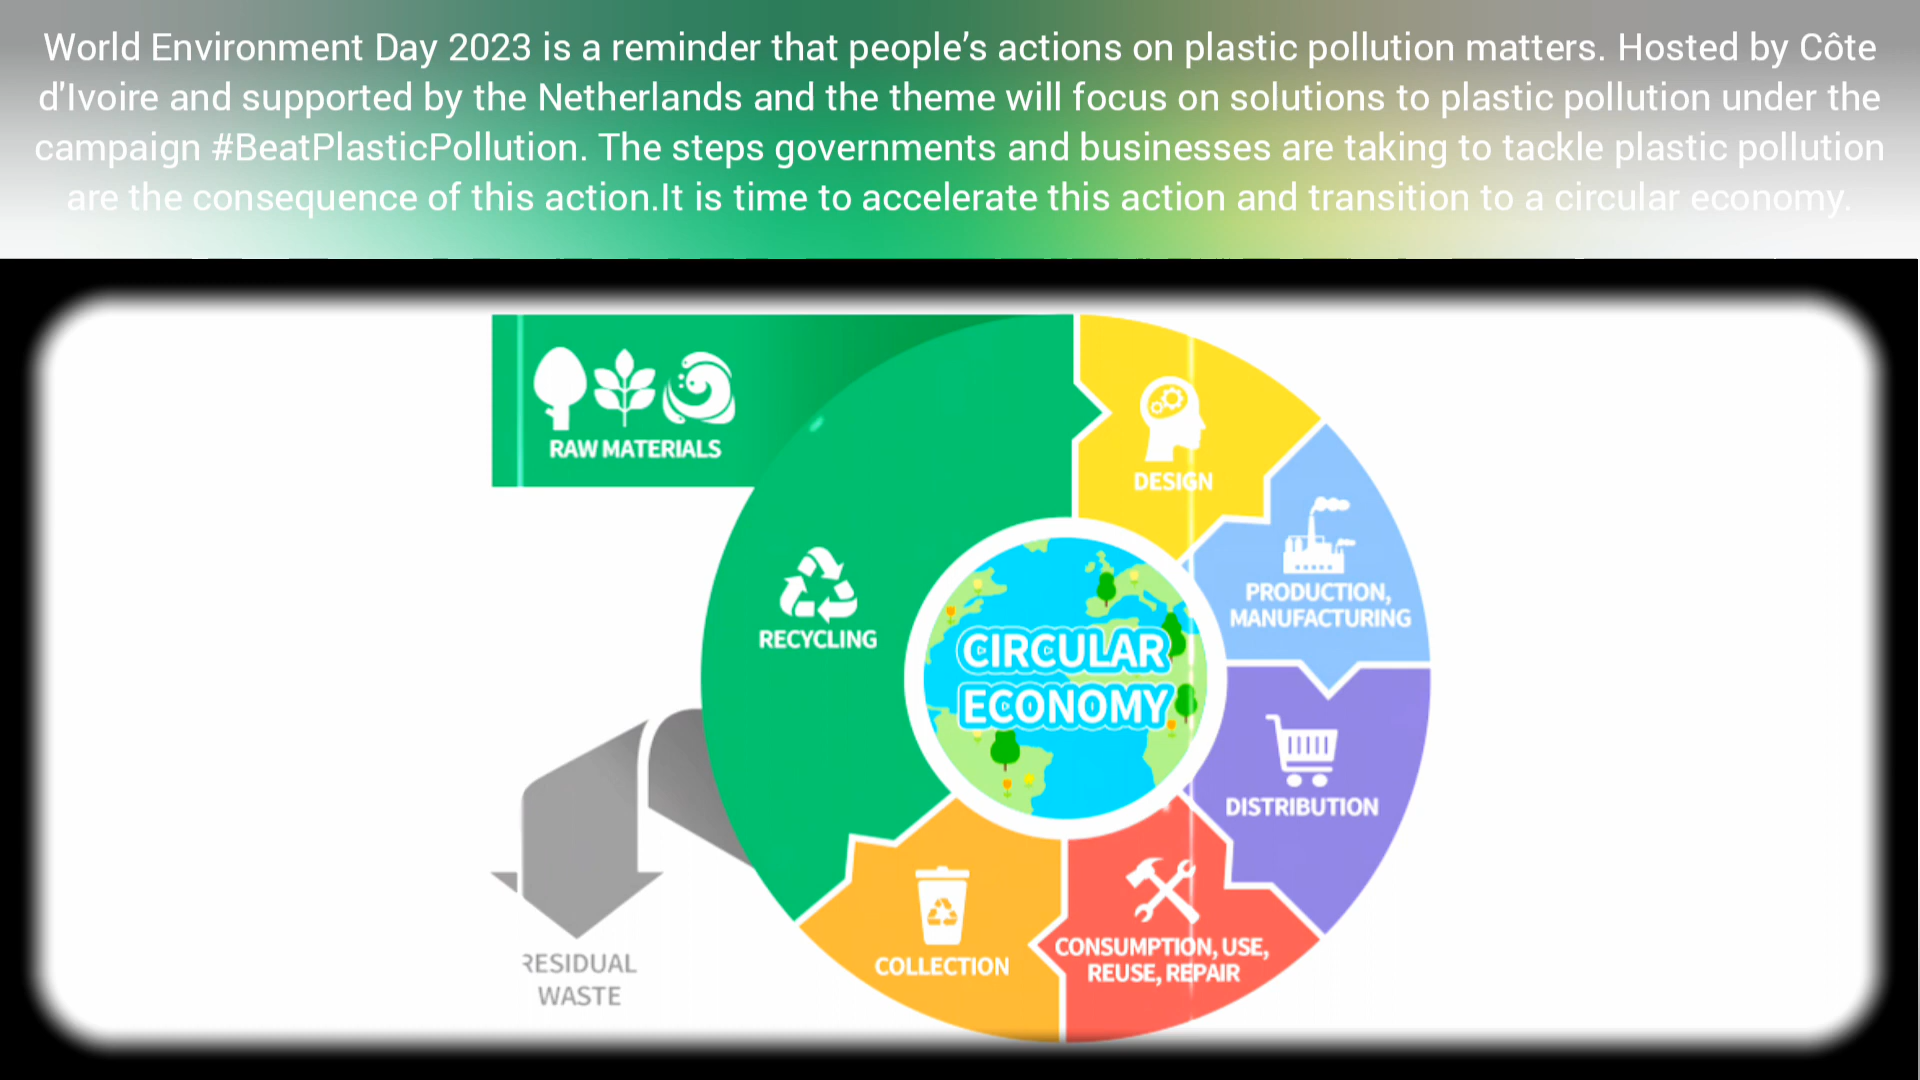 World Environment Day 2023 is a reminder that people’s actions on plastic pollution matters. Hosted by Côte
d'Ivoire and supported by the Netherlands and the theme will focus on solutions to plastic pollution under the
campaign #BeatPlasticPollution. The steps governments and businesses are taking to tackle plastic pollution
are the consequence of this action.It is time to accelerate this action and transition to a circular economy.
RAW MATERIALS
DESIGN
PRODUCTION,
MANUFACTURING
RECYCLING
CIRCULAR
ECONOMY
DISTRIBUTION
CONSUMPTION, USE,
REUSE, REPAIR
COLLECTION
RESIDUAL
WASTE